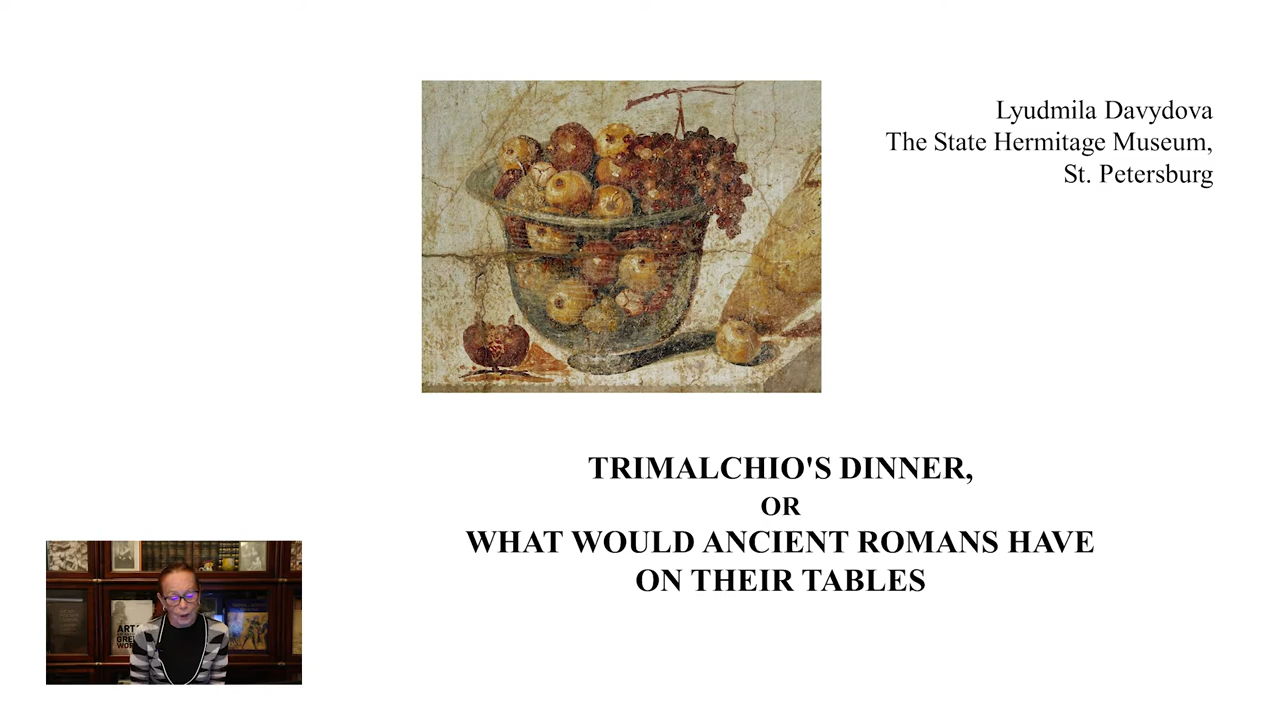 Lyudmila Davydova
The State Hermitage Museum,
St. Petersburg
TRIMALCHIO'S DINNER,
OR
WHAT WOULD ANCIENT ROMANS HAVE
ON THEIR TABLES
ART